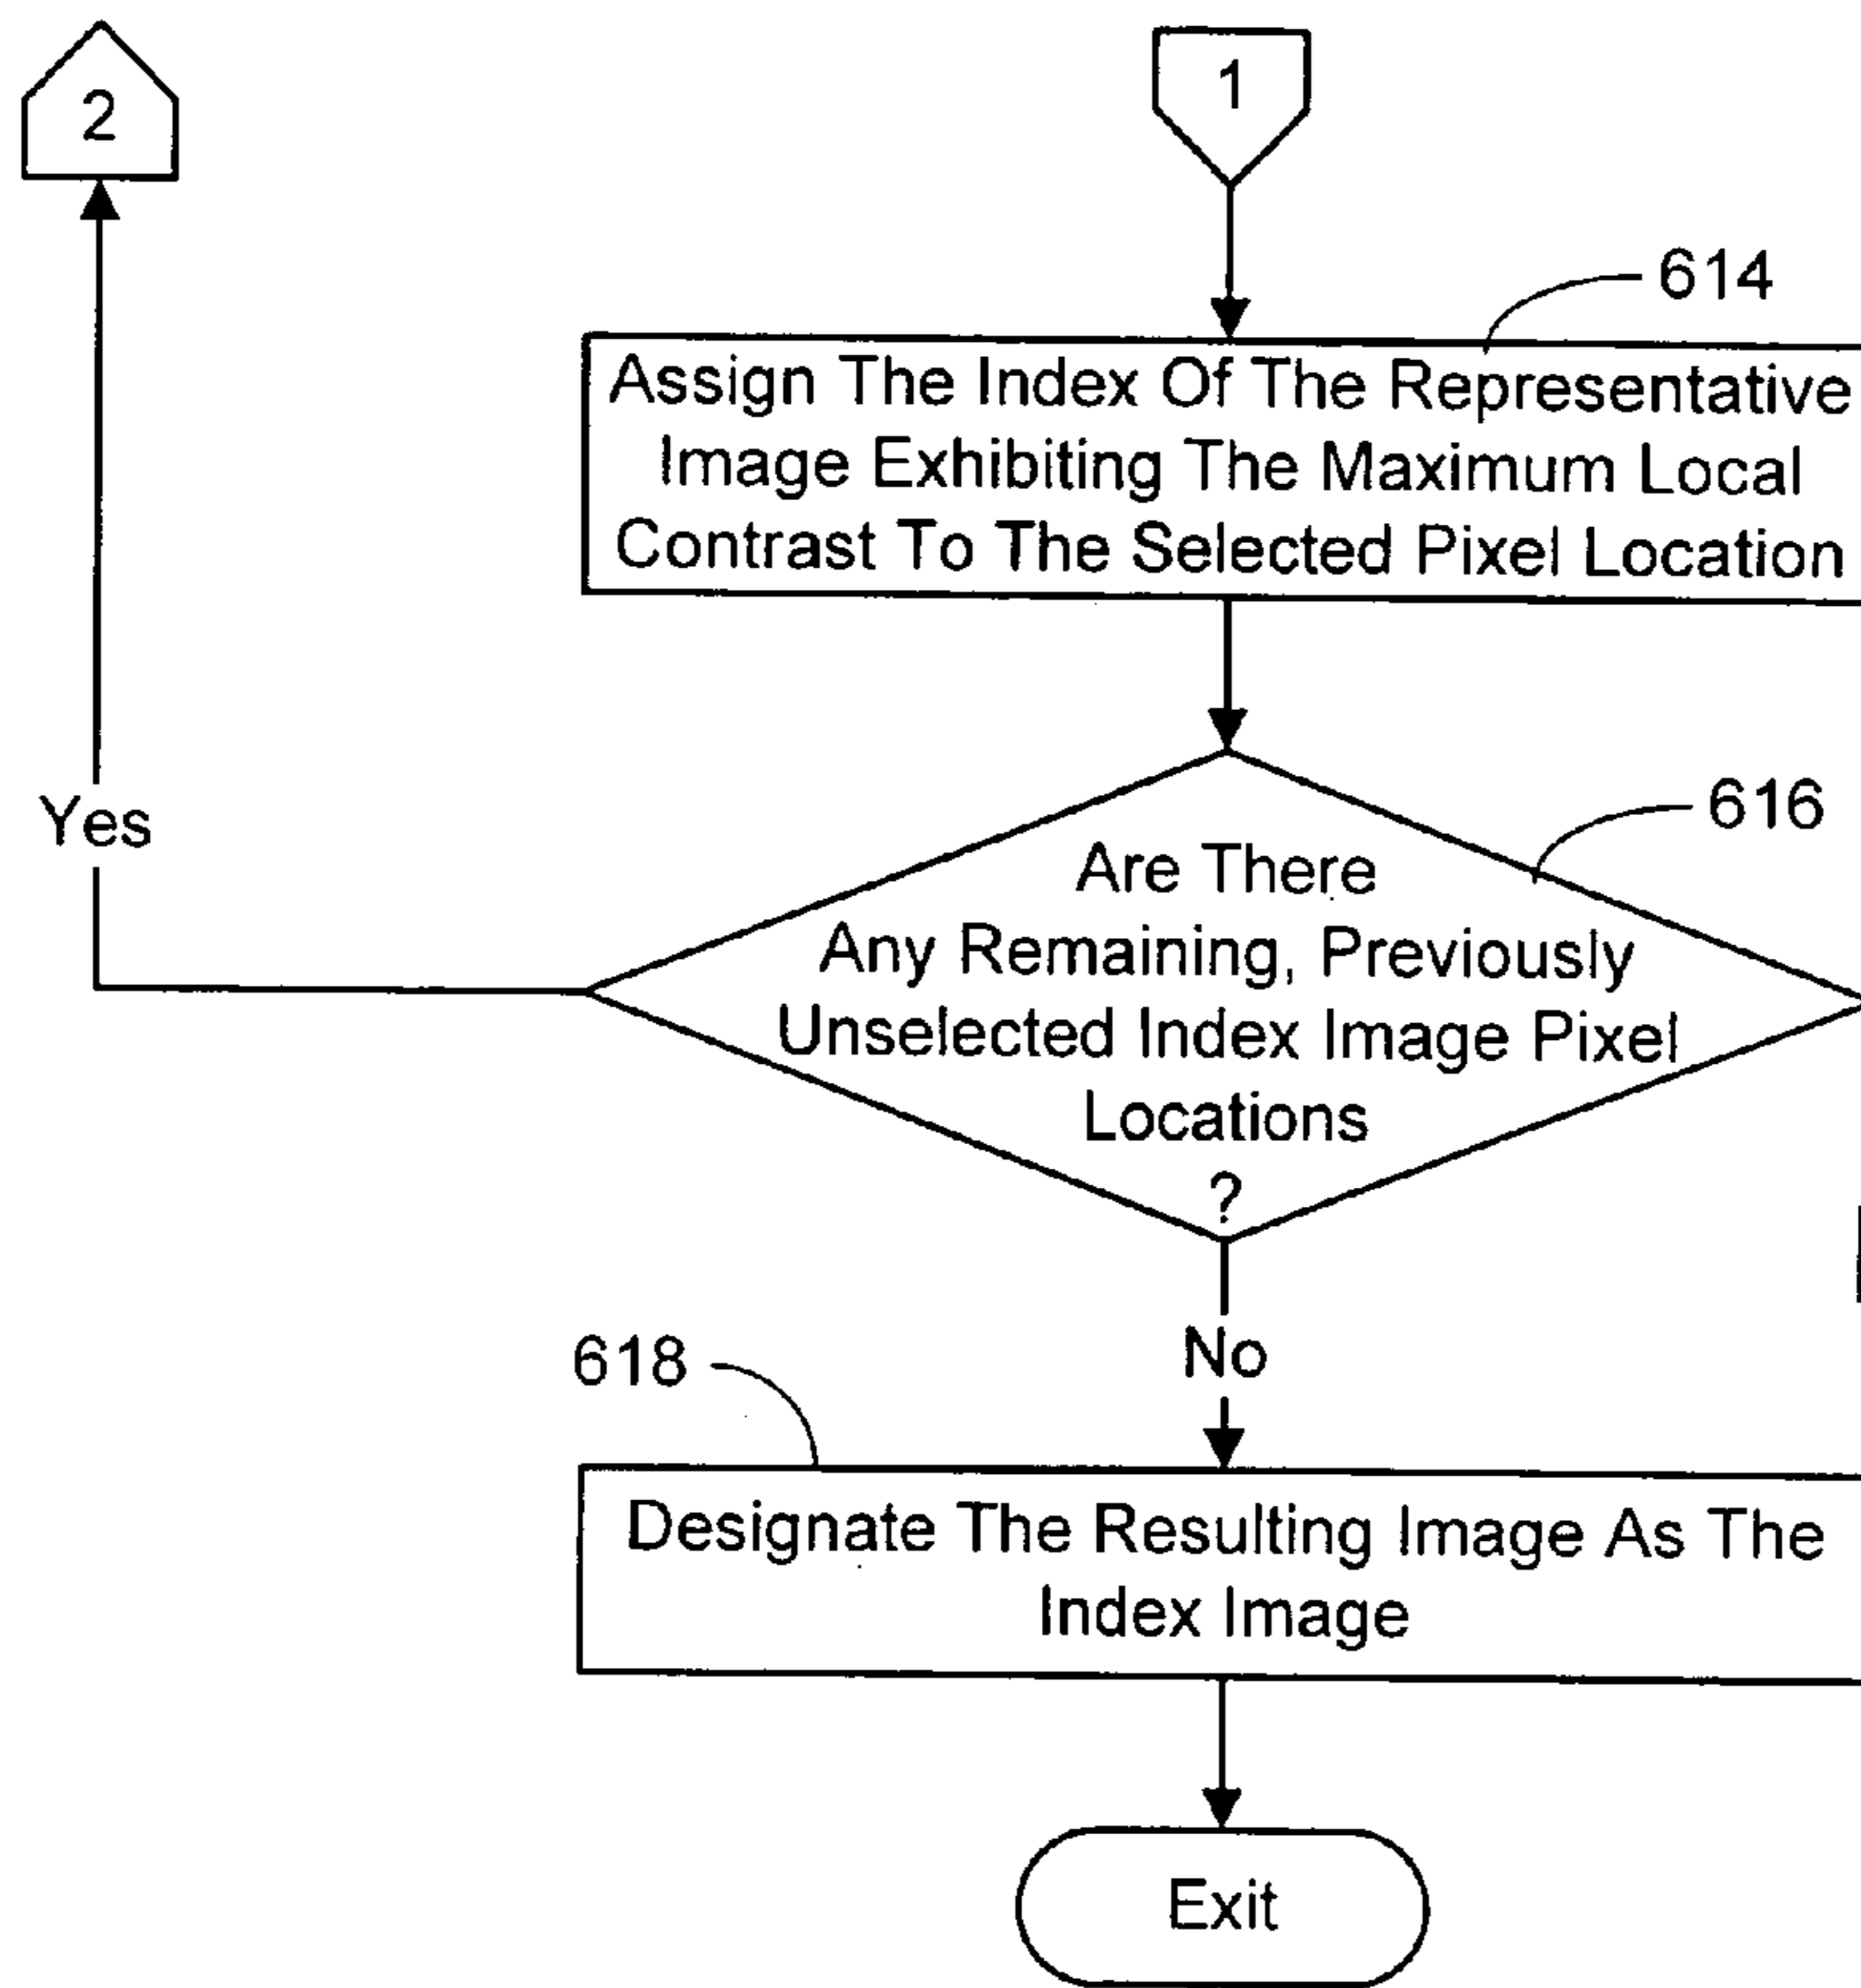 2
1
614
Assign The Index Of The Representative
Image Exhibiting The Maximum Local
Contrast To The Selected Pixel Location
Yes
616
Are There
Any Remaining, Previously
Unselected Index Image Pixel
Locations
?
No
618
Designate The Resulting Image As The
Index Image
Exit